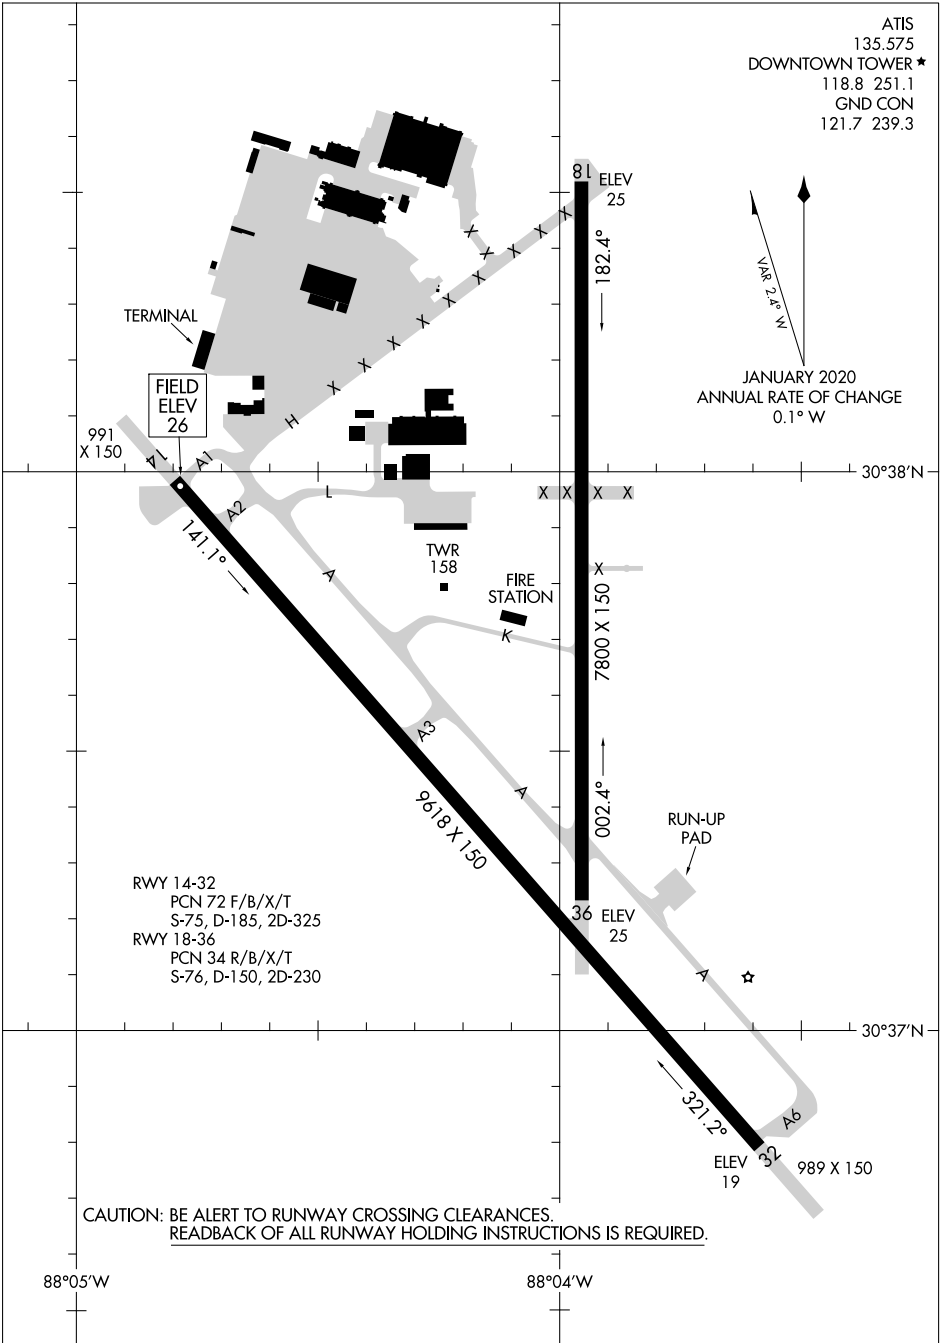 ATIS
135.575
DOWNTOWN TOWER ★
118.8 251.1
GND CON
121.7 239.3
18
ELEV
25
182.4°
VAR 2.4° W
JANUARY 2020
ANNUAL RATE OF CHANGE
0.1° W
X
X
X
X
X
X
X
X
X
X
X
X
TERMINAL
FIELD
ELEV
26
991
X 150
14
A1
H
30°38'N
A2
L
X X X X
141.1°
A
TWR
158
FIRE
STATION
X
K
7800 X 150
A3
A
002.4°
9618 X 150
RUN-UP
PAD
RWY 14-32
PCN 72 F/B/X/T
S-75, D-185, 2D-325
RWY 18-36
PCN 34 R/B/X/T
S-76, D-150, 2D-230
36
ELEV
25
A
30°37'N
321.2°
A6
ELEV
19
32
989 X 150
CAUTION: BE ALERT TO RUNWAY CROSSING CLEARANCES.
READBACK OF ALL RUNWAY HOLDING INSTRUCTIONS IS REQUIRED.
88°05'W
88°04'W